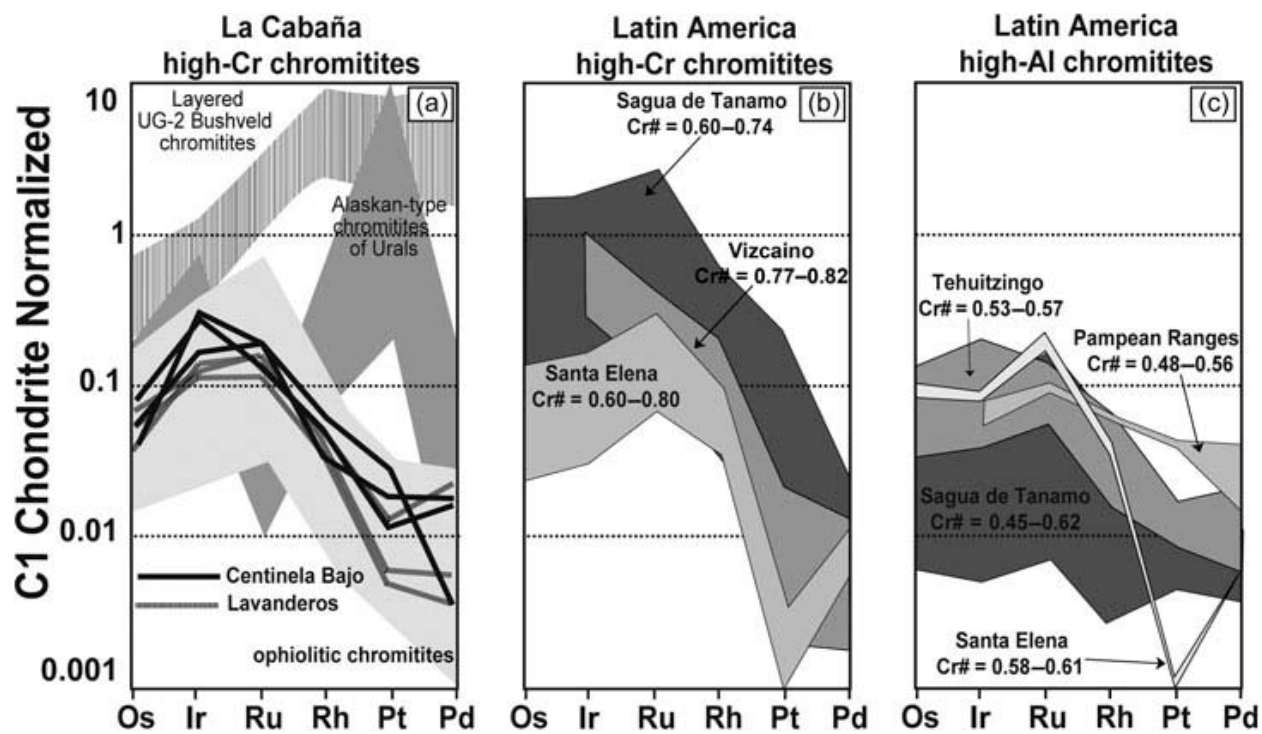 La Cabaña
high-Cr chromitites
Latin America
high-Cr chromitites
Latin America
high-Al chromitites
C1 Chondrite Normalized
10
1
0.1
0.01
0.001
(a)
Layered
UG-2 Bushveld
chromitites
Alaskan-type
chromitites
of Urals
Centinela Bajo
Lavanderos
ophiolitic chromitites
Os Ir Ru Rh Pt Pd
(b)
Sagua de Tanamo
Cr# = 0.60–0.74
Vizcaino
Cr# = 0.77–0.82
Santa Elena
Cr# = 0.60–0.80
Os Ir Ru Rh Pt Pd
(c)
Tehuitzingo
Cr# = 0.53–0.57
Pampean Ranges
Cr# = 0.48–0.56
Sagua de Tanamo
Cr# = 0.45–0.62
Santa Elena
Cr# = 0.58–0.61
Os Ir Ru Rh Pt Pd